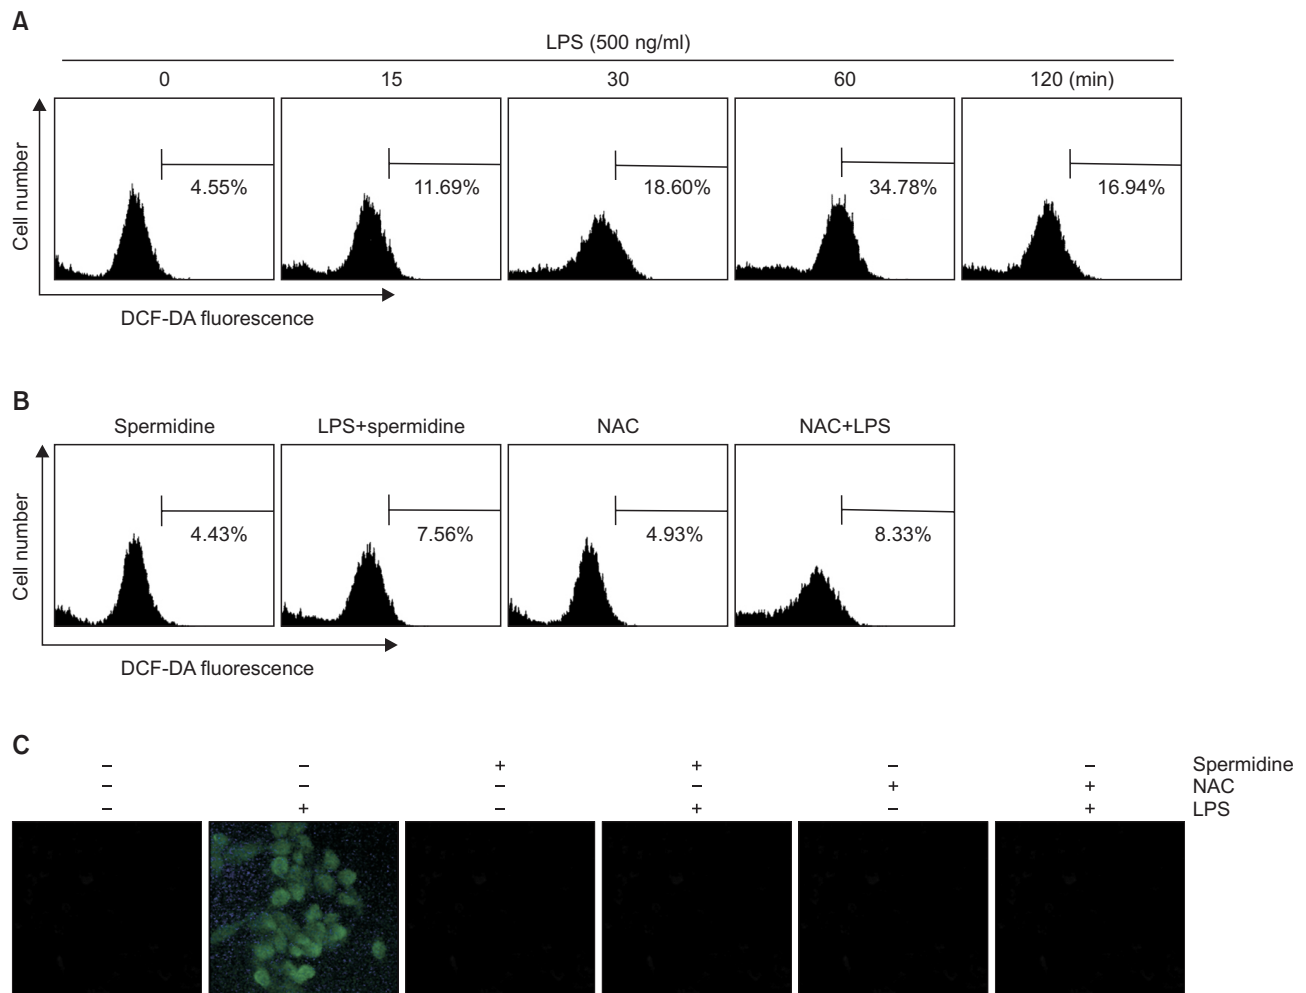 A
LPS (500 ng/ml)
0 15 30 60 120 (min)
Cell number
4.55% 11.69% 18.60% 34.78% 16.94%
DCF-DA fluorescence
B
Spermidine LPS+spermidine NAC NAC+LPS
Cell number
4.43% 7.56% 4.93% 8.33%
DCF-DA fluorescence
C
– – + + – – Spermidine
– – – – + + NAC
– + – + – + LPS